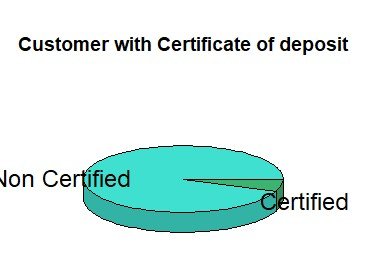 Customer with Certificate of deposit
Non Certified
Certified